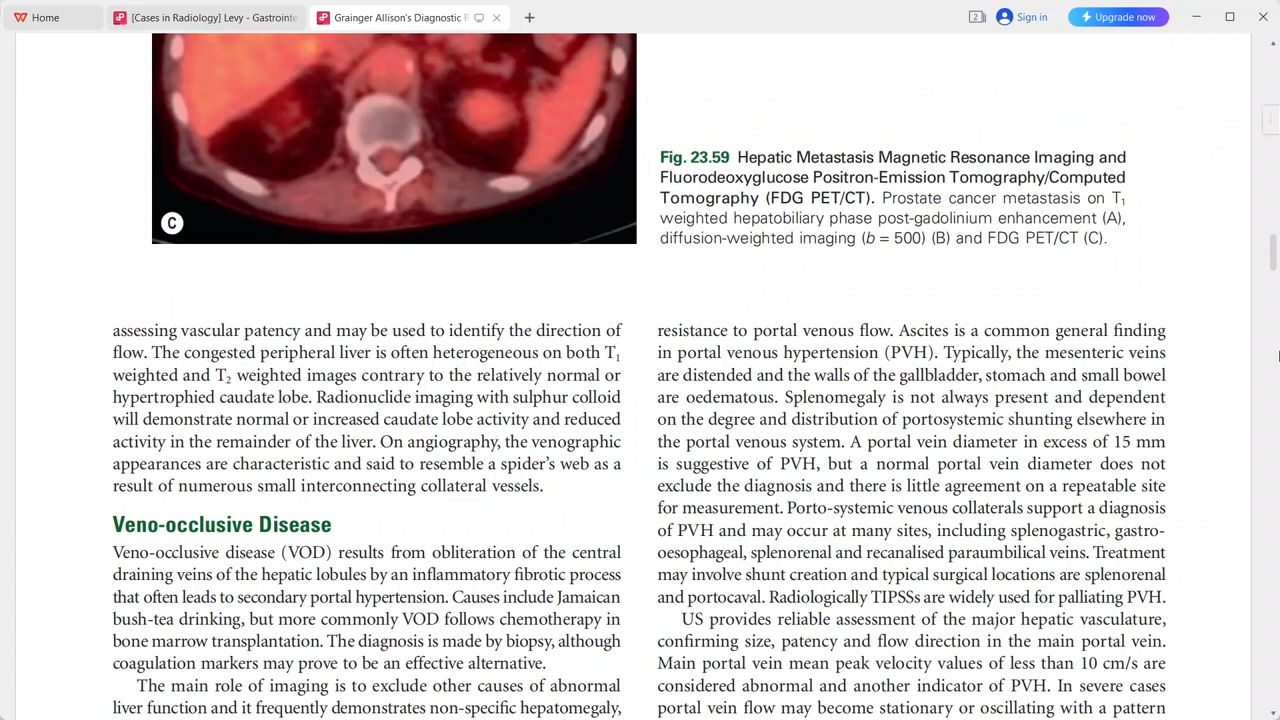 Home
[Cases in Radiology] Levy - Gastrointe
Grainger Allison's Diagnostic R
2
Sign in
Upgrade now
C
Fig. 23.59 Hepatic Metastasis Magnetic Resonance Imaging and
Fluorodeoxyglucose Positron-Emission Tomography/Computed
Tomography (FDG PET/CT). Prostate cancer metastasis on T1
weighted hepatobiliary phase post-gadolinium enhancement (A),
diffusion-weighted imaging (b = 500) (B) and FDG PET/CT (C).
assessing vascular patency and may be used to identify the direction of
flow. The congested peripheral liver is often heterogeneous on both T1
weighted and T2 weighted images contrary to the relatively normal or
hypertrophied caudate lobe. Radionuclide imaging with sulphur colloid
will demonstrate normal or increased caudate lobe activity and reduced
activity in the remainder of the liver. On angiography, the venographic
appearances are characteristic and said to resemble a spider's web as a
result of numerous small interconnecting collateral vessels.
Veno-occlusive Disease
Veno-occlusive disease (VOD) results from obliteration of the central
draining veins of the hepatic lobules by an inflammatory fibrotic process
that often leads to secondary portal hypertension. Causes include Jamaican
bush-tea drinking, but more commonly VOD follows chemotherapy in
bone marrow transplantation. The diagnosis is made by biopsy, although
coagulation markers may prove to be an effective alternative.
The main role of imaging is to exclude other causes of abnormal
liver function and it frequently demonstrates non-specific hepatomegaly,
resistance to portal venous flow. Ascites is a common general finding
in portal venous hypertension (PVH). Typically, the mesenteric veins
are distended and the walls of the gallbladder, stomach and small bowel
are oedematous. Splenomegaly is not always present and dependent
on the degree and distribution of portosystemic shunting elsewhere in
the portal venous system. A portal vein diameter in excess of 15 mm
is suggestive of PVH, but a normal portal vein diameter does not
exclude the diagnosis and there is little agreement on a repeatable site
for measurement. Porto-systemic venous collaterals support a diagnosis
of PVH and may occur at many sites, including splenogastric, gastro-
oesophageal, splenorenal and recanalised paraumbilical veins. Treatment
may involve shunt creation and typical surgical locations are splenorenal
and portocaval. Radiologically TIPSSs are widely used for palliating PVH.
US provides reliable assessment of the major hepatic vasculature,
confirming size, patency and flow direction in the main portal vein.
Main portal vein mean peak velocity values of less than 10 cm/s are
considered abnormal and another indicator of PVH. In severe cases
portal vein flow may become stationary or oscillating with a pattern